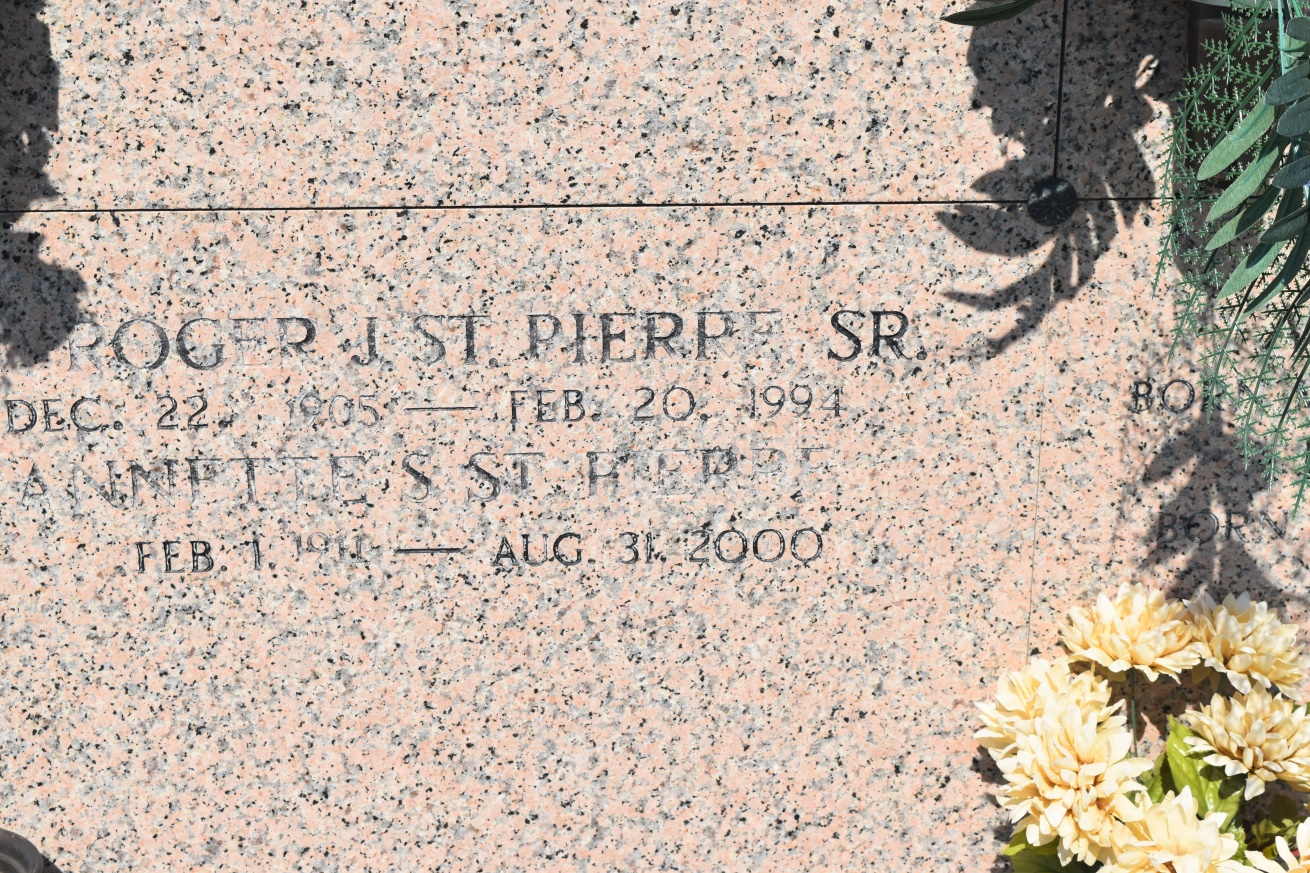 ROGER J. ST. PIERRE SR.
DEC. 22, 1905 — FEB. 20, 1994
ANNETTE S. ST. PIERRE
FEB. 1, 1911 — AUG. 31, 2000
BORN
BORN